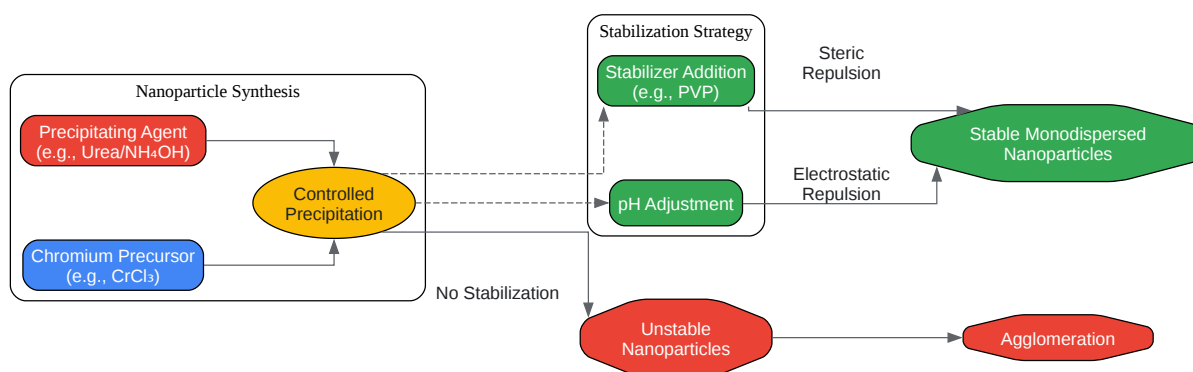 Stabilization Strategy
Stabilizer Addition
(e.g., PVP)
Steric
Repulsion
Nanoparticle Synthesis
Precipitating Agent
(e.g., Urea/NH₄OH)
Stable Monodispersed
Nanoparticles
Controlled
Precipitation
pH Adjustment
Electrostatic
Repulsion
Chromium Precursor
(e.g., CrCl₃)
No Stabilization
Unstable
Nanoparticles
Agglomeration